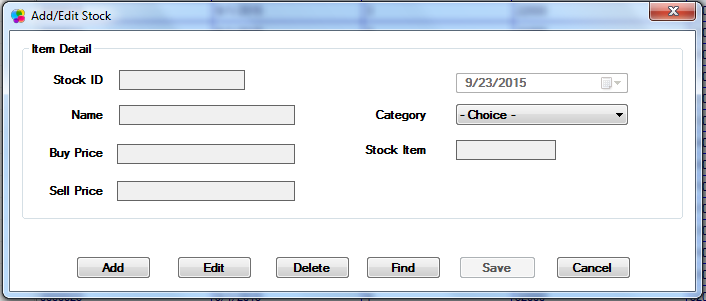 Add/Edit Stock
Item Detail
Stock ID
9/23/2015
Name
Category
- Choice -
Buy Price
Stock Item
Sell Price
Add
Edit
Delete
Find
Save
Cancel